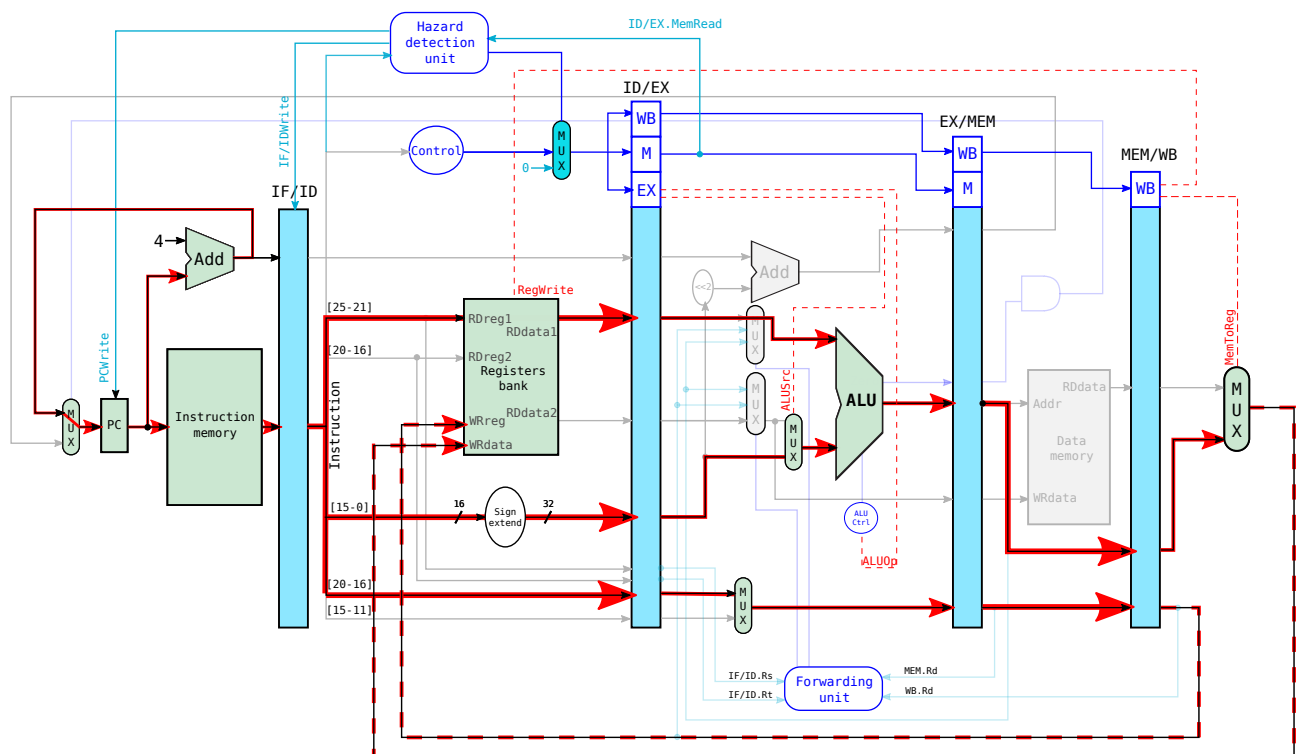 Hazard
detection
unit
ID/EX.MemRead
ID/EX
WB
M
EX
EX/MEM
WB
M
MEM/WB
WB
IF/IDWrite
Control
M
U
X
0
IF/ID
4
Add
PCWrite
M
U
X
PC
Instruction
memory
Instruction
[25-21]
[20-16]
[15-0]
[20-16]
[15-11]
RegWrite
RDreg1
RDdata1
RDreg2
Registers
bank
RDdata2
WRreg
WRdata
16
Sign
extend
32
Add
<<2
M
U
X
M
U
X
ALUSrc
M
U
X
ALU
ALU
Ctrl
ALUOp
M
U
X
RDdata
Addr
Data
memory
WRdata
MemToReg
M
U
X
IF/ID.Rs
IF/ID.Rt
Forwarding
unit
MEM.Rd
WB.Rd